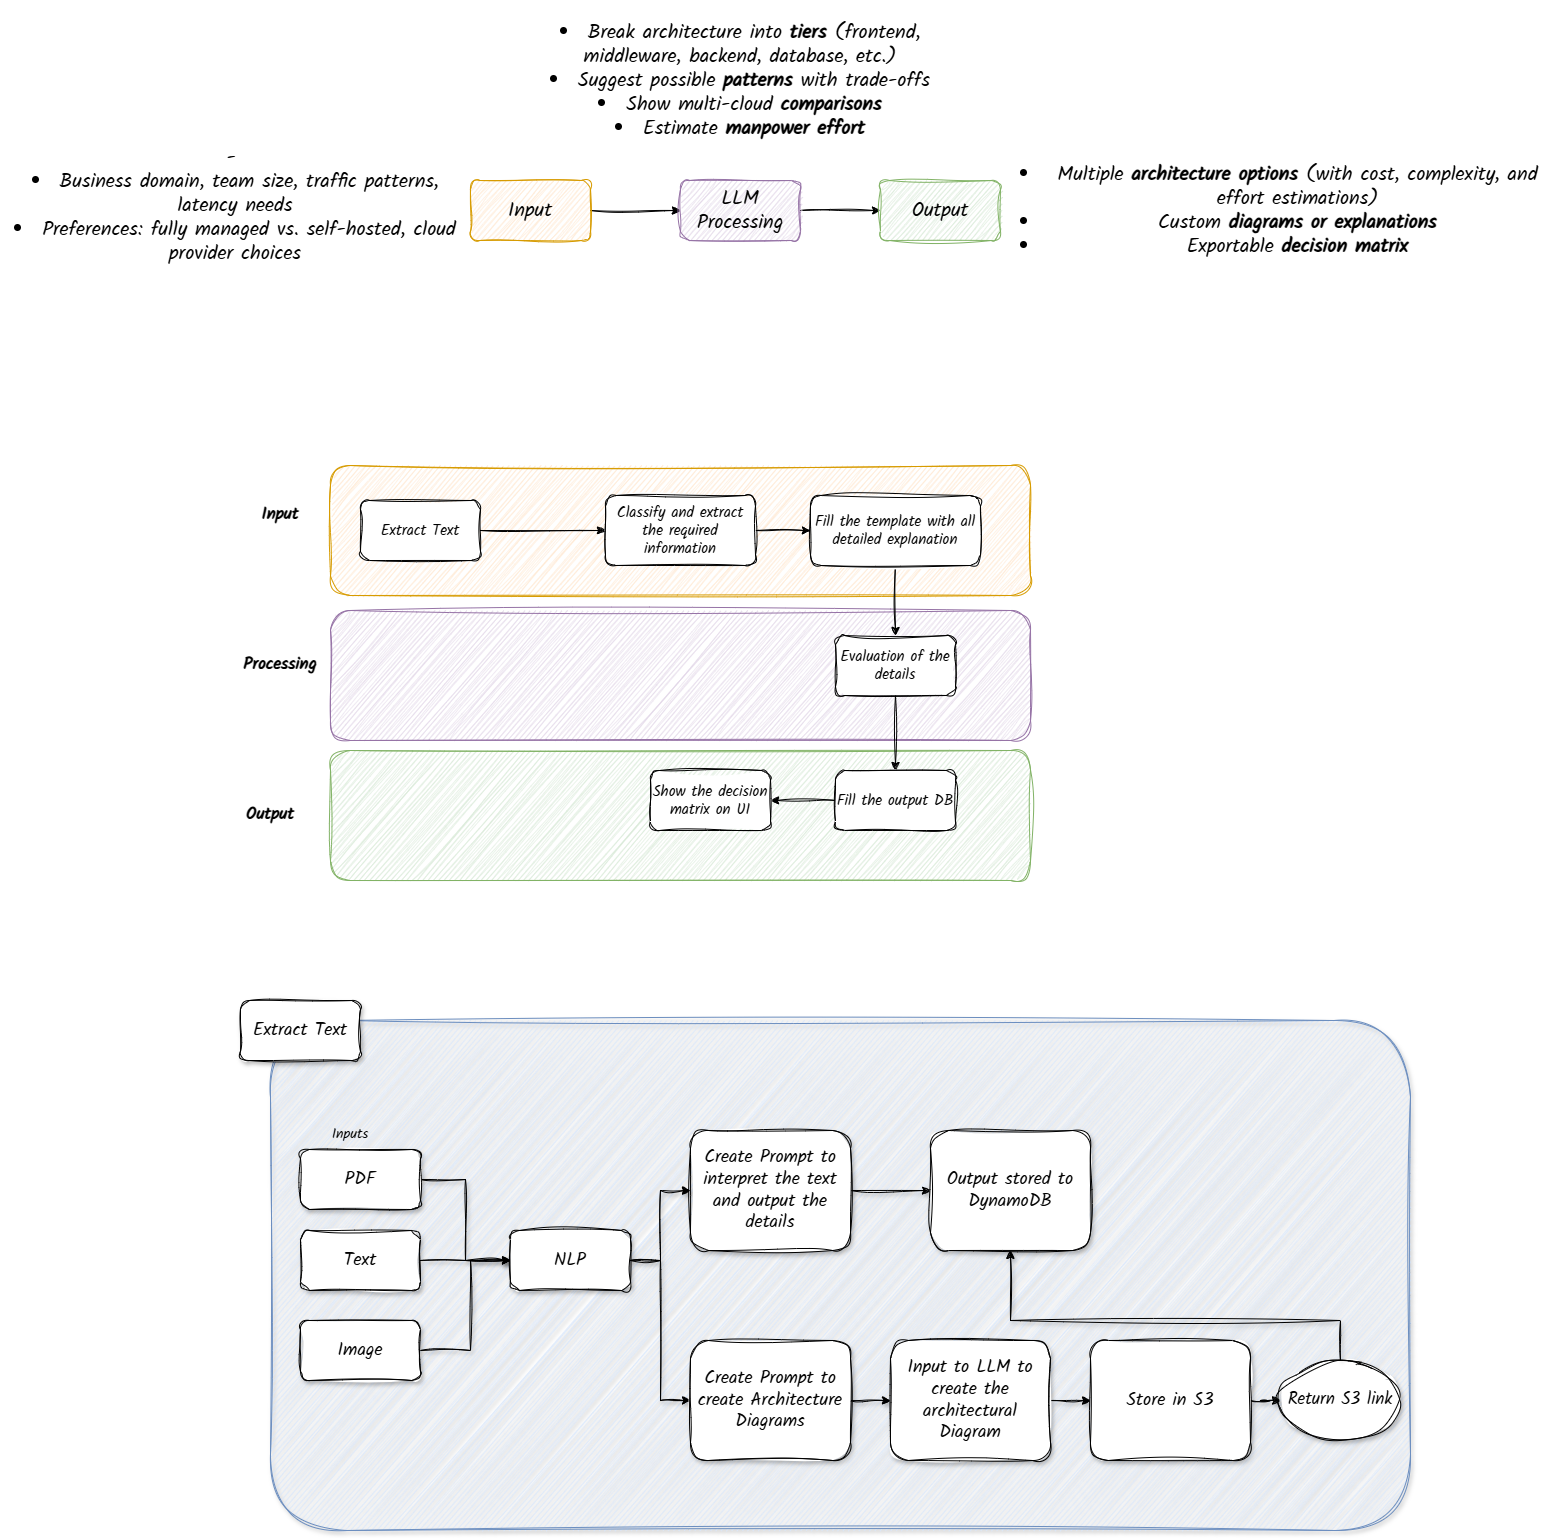 • Break architecture into tiers (frontend,
middleware, backend, database, etc.)
• Suggest possible patterns with trade-offs
• Show multi-cloud comparisons
• Estimate manpower effort
• Business domain, team size, traffic patterns,
latency needs
• Preferences: fully managed vs. self-hosted, cloud
provider choices
Input
LLM
Processing
Output
• Multiple architecture options (with cost, complexity, and
effort estimations)
• Custom diagrams or explanations
• Exportable decision matrix
Input
Extract Text
Classify and extract
the required
information
Fill the template with all
detailed explanation
Processing
Evaluation of the
details
Output
Show the decision
matrix on UI
Fill the output DB
Extract Text
Inputs
PDF
Text
Image
NLP
Create Prompt to
interpret the text
and output the
details
Output stored to
DynamoDB
Create Prompt to
create Architecture
Diagrams
Input to LLM to
create the
architectural
Diagram
Store in S3
Return S3 link